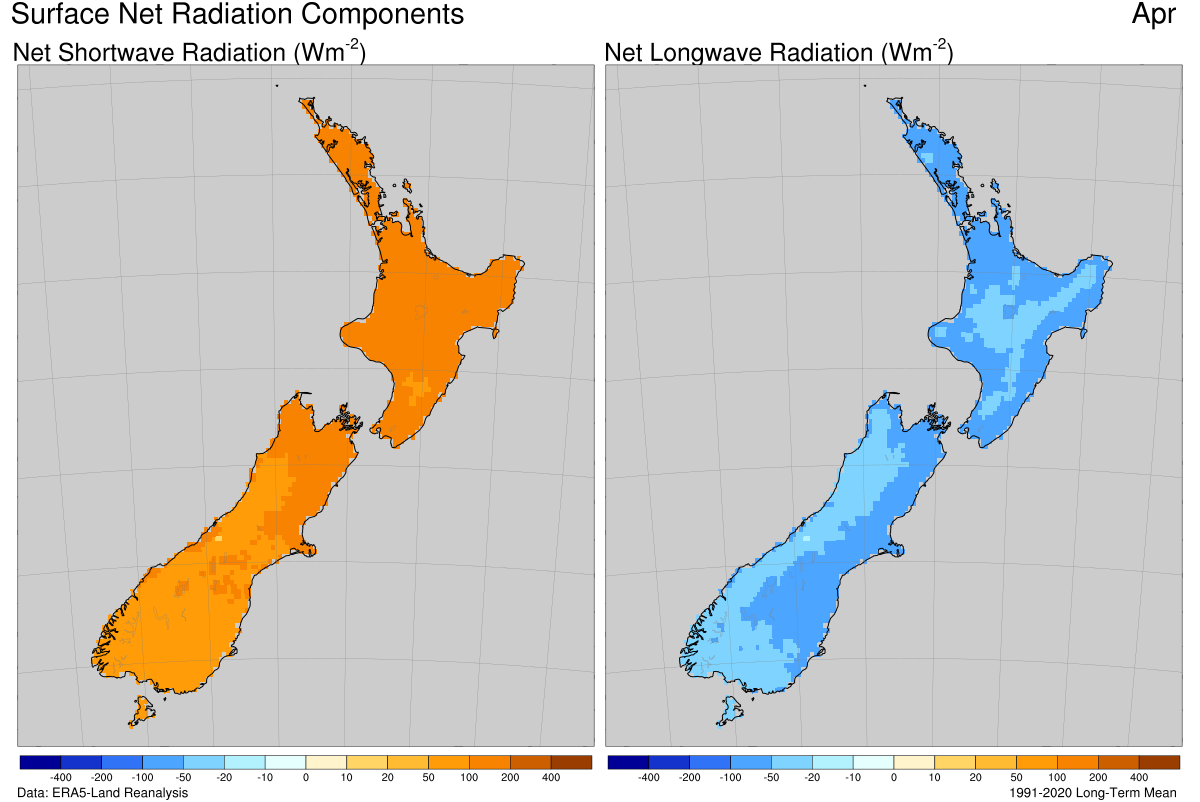 Surface Net Radiation Components Apr
Net Shortwave Radiation (Wm-2) Net Longwave Radiation (Wm-2)
-400 -200 -100 -50 -20 -10 0 10 20 50 100 200 400 -400 -200 -100 -50 -20 -10 0 10 20 50 100 200 400
Data: ERA5-Land Reanalysis 1991-2020 Long-Term Mean